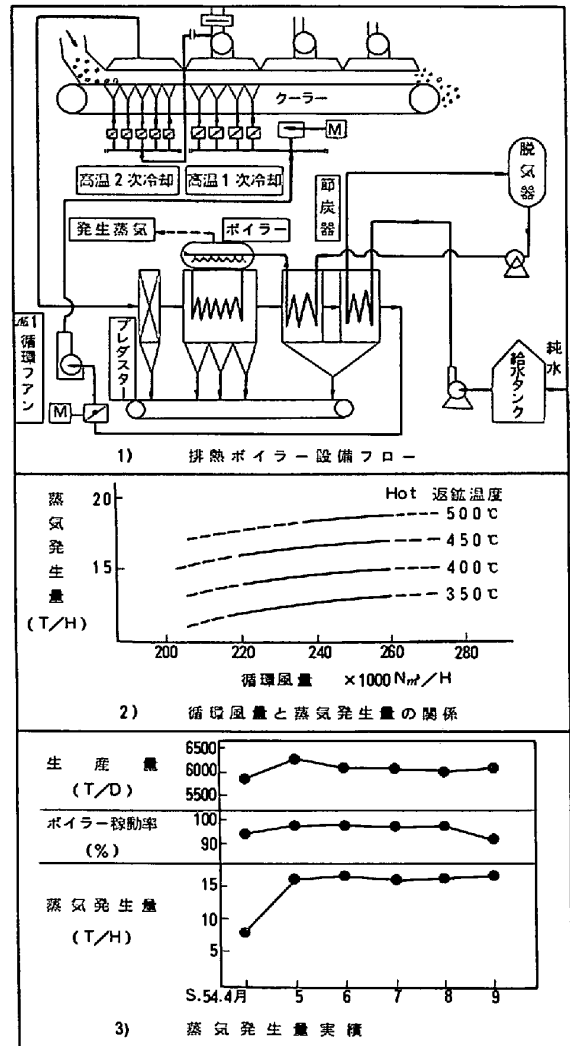 クーラー
M
高温2次冷却
高温1次冷却
節炭器
脱気器
発生蒸気
ボイラー
プレダスター
循環ファン
M
給水タンク
純水
1) 排熱ボイラー設備フロー
蒸気発生量
(T/H)
20
15
Hot 返鉱温度
500℃
450℃
400℃
350℃
200 220 240 260 280
循環風量 ×1000Nm³/H
2) 循環風量と蒸気発生量の関係
生産量
(T/D)
6500
6000
5500
ボイラー稼動率
(%)
100
90
蒸気発生量
(T/H)
15
10
5
S.54.4月 5 6 7 8 9
3) 蒸気発生量実績